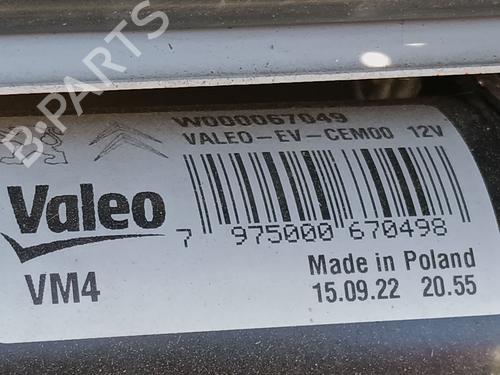 B-PARTS
W000067049
VALEO-EV-CEM00 12V
Valeo
7 975000 670498
VM4
Made in Poland
15.09.22 20.55